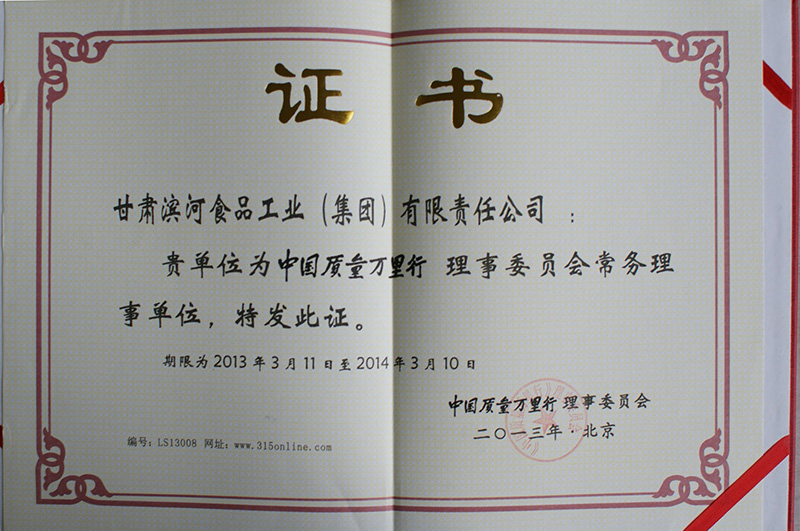 证书
甘肃滨河食品工业（集团）有限责任公司：
贵单位为中国质量万里行 理事委员会常务理
事单位，特发此证。
期限为2013年3月11日至2014年3月10日
中国质量万里行 理事委员会
二〇一三年·北京
编号：LS13008 网址：www.315online.com